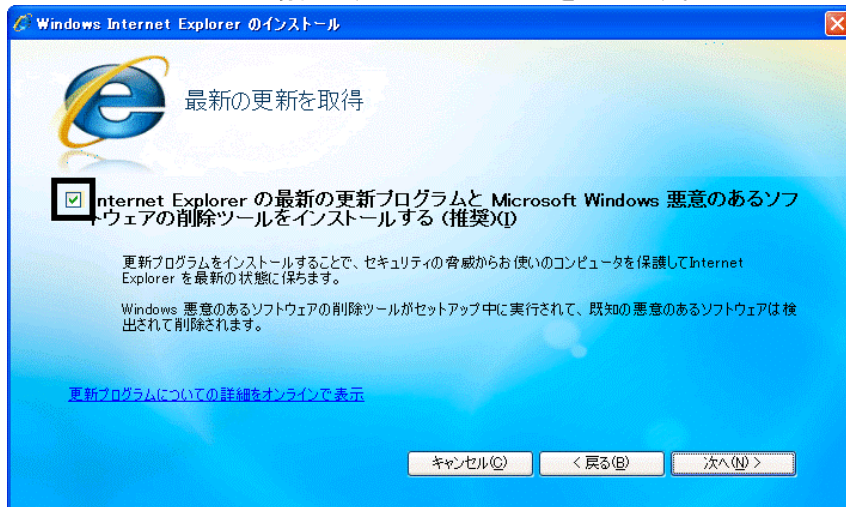 Windows Internet Explorer のインストール
最新の更新を取得
nternet Explorer の最新の更新プログラムと Microsoft Windows 悪意のあるソフ
トウェアの削除ツールをインストールする (推奨)(I)
更新プログラムをインストールすることで、セキュリティの脅威からお使いのコンピュータを保護してInternet
Explorer を最新の状態に保ちます。
Windows 悪意のあるソフトウェアの削除ツールがセットアップ中に実行されて、既知の悪意のあるソフトウェアは検
出されて削除されます。
更新プログラムについての詳細をオンラインで表示
キャンセル(C)
< 戻る(B)
次へ(N) >